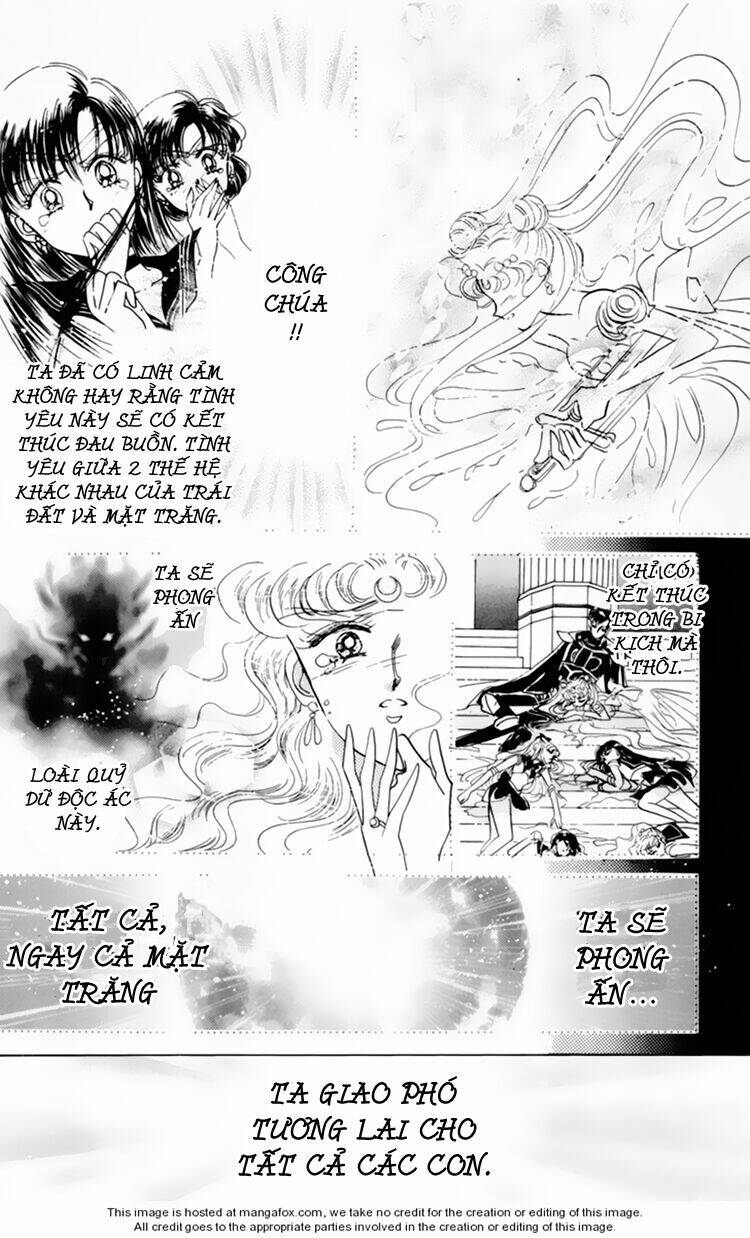 CÔNG
CHÚA
!!
TA ĐÃ CÓ LINH CẢM
KHÔNG HAY RẰNG TÌNH
YÊU NÀY SẼ CÓ KẾT
THÚC ĐAU BUỒN. TÌNH
YÊU GIỮA 2 THẾ HỆ
KHÁC NHAU CỦA TRÁI
ĐẤT VÀ MẶT TRĂNG.
CHỈ CÓ
KẾT THÚC
TRONG BI
KỊCH MÀ
THÔI.
TA SẼ
PHONG
ẤN
LOÀI QUỶ
DỮ ĐỘC ÁC
NÀY.
TA SẼ
PHONG
ẤN...
TẤT CẢ,
NGAY CẢ MẶT
TRĂNG
TA GIAO PHÓ
TƯƠNG LAI CHO
TẤT CẢ CÁC CON.
This image is hosted at mangafox.com, we take no credit for the creation or editing of this image.
All credit goes to the appropriate parties involved in the creation or editing of this image.